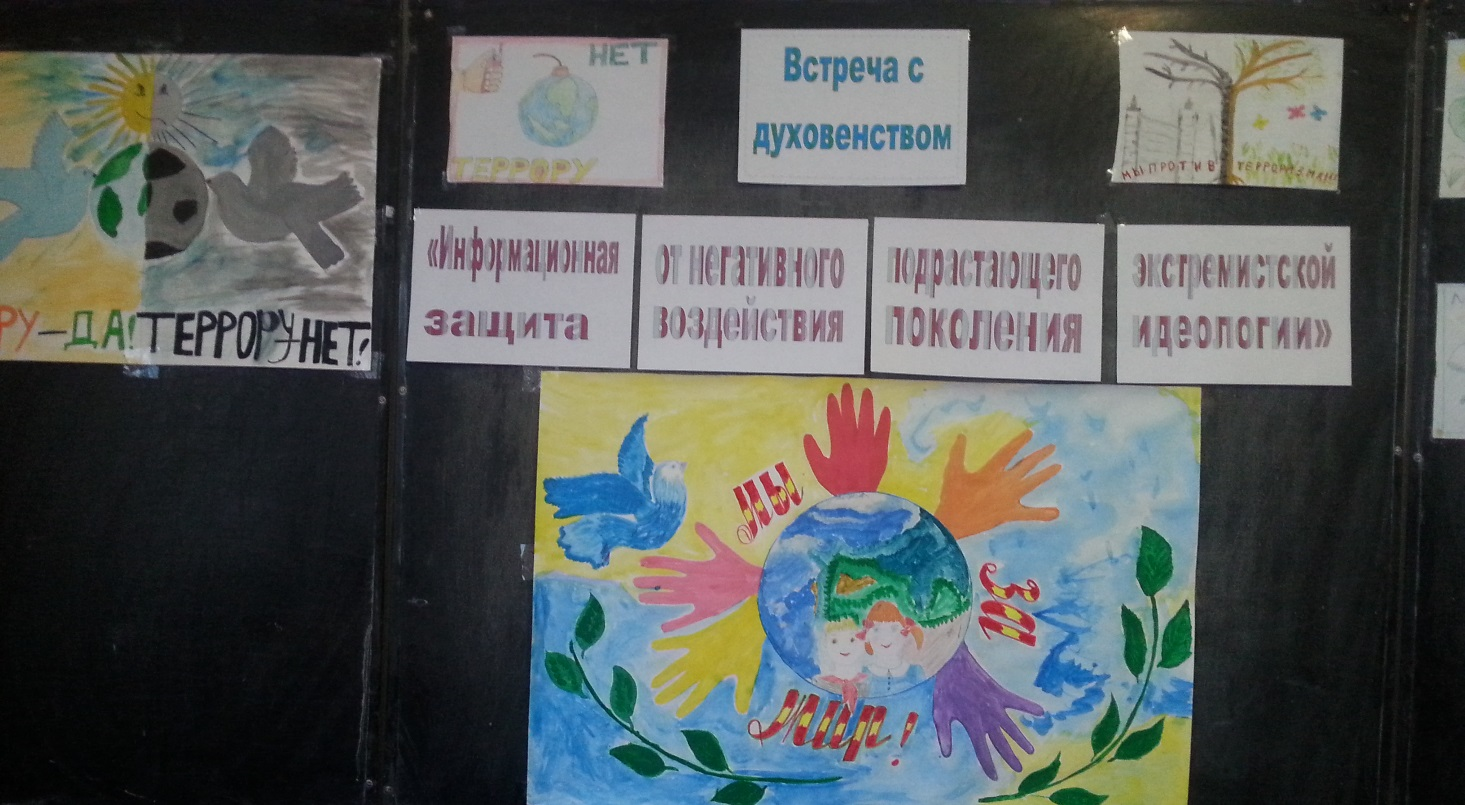 НЕТ
ТЕРРОРУ
Встреча с
духовенством
МЫ ПРОТИВ ТЕРРОРИЗМА!!!
РУ – ДА! ТЕРРОРУ – НЕТ!
«Информационная
защита
от негативного
воздействия
подрастающего
поколения
экстремистской
идеологии»
МЫ
ЗА
МИР!